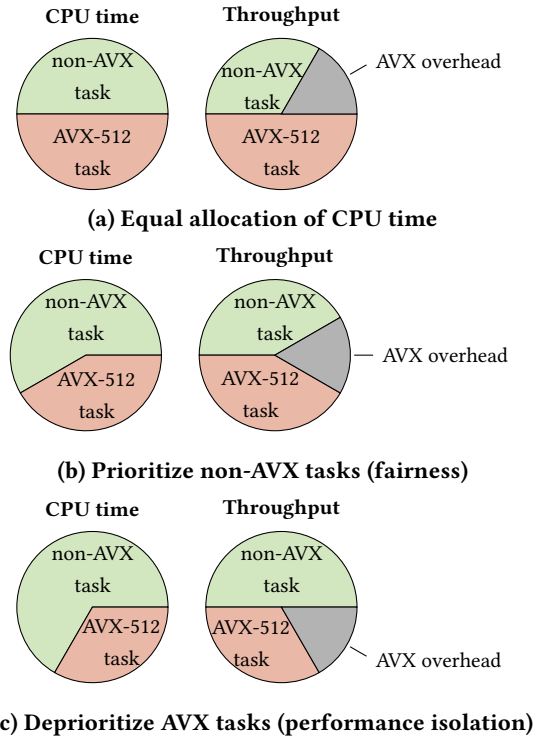 CPU time Throughput
non-AVX
task
AVX-512
task
non-AVX
task
AVX-512
task
AVX overhead
(a) Equal allocation of CPU time
CPU time Throughput
non-AVX
task
AVX-512
task
non-AVX
task
AVX-512
task
AVX overhead
(b) Prioritize non-AVX tasks (fairness)
CPU time Throughput
non-AVX
task
AVX-512
task
non-AVX
task
AVX-512
task
AVX overhead
c) Deprioritize AVX tasks (performance isolation)